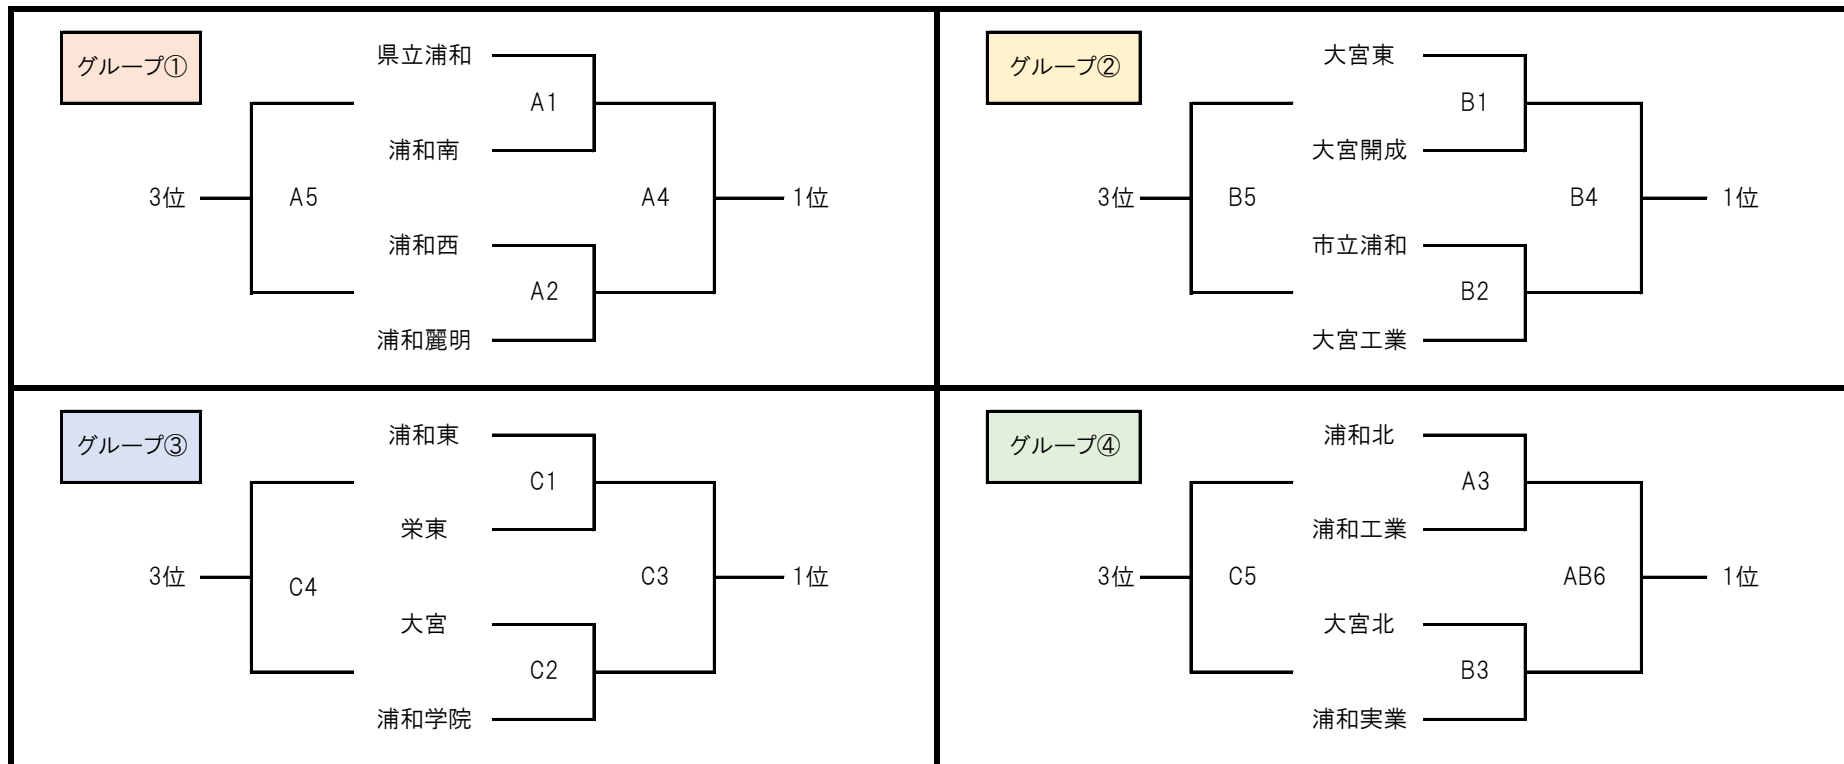 グループ①
県立浦和
A1
浦和南
3位
A5
A4
1位
浦和西
A2
浦和麗明
グループ②
大宮東
B1
大宮開成
3位
B5
B4
1位
市立浦和
B2
大宮工業
グループ③
浦和東
C1
栄東
3位
C4
C3
1位
大宮
C2
浦和学院
グループ④
浦和北
A3
浦和工業
3位
C5
AB6
1位
大宮北
B3
浦和実業